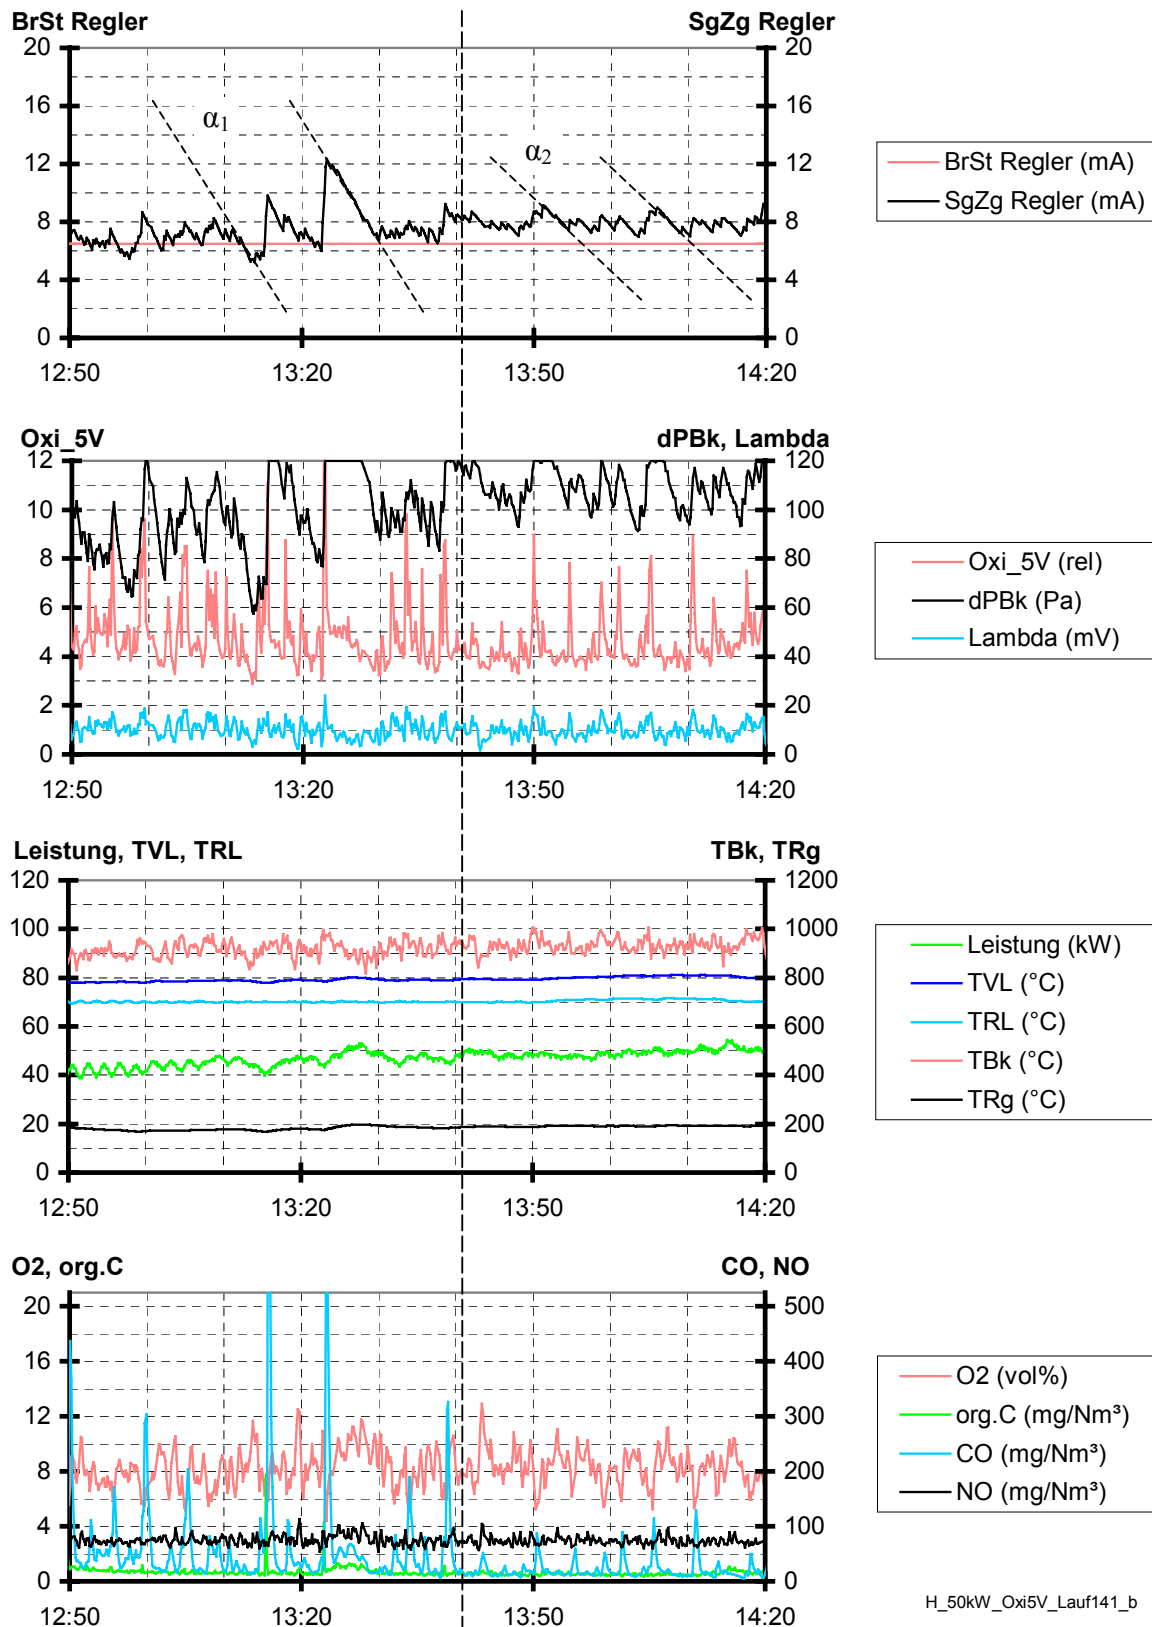 BrSt Regler SgZg Regler
20 20
16 16
12 12
8 8
4 4
0 0
12:50 13:20 13:50 14:20
α1
α2
BrSt Regler (mA)
SgZg Regler (mA)
Oxi_5V dPBk, Lambda
12 120
10 100
8 80
6 60
4 40
2 20
0 0
12:50 13:20 13:50 14:20
Oxi_5V (rel)
dPBk (Pa)
Lambda (mV)
Leistung, TVL, TRL TBk, TRg
120 1200
100 1000
80 800
60 600
40 400
20 200
0 0
12:50 13:20 13:50 14:20
Leistung (kW)
TVL (°C)
TRL (°C)
TBk (°C)
TRg (°C)
O2, org.C CO, NO
20 500
16 400
12 300
8 200
4 100
0 0
12:50 13:20 13:50 14:20
O2 (vol%)
org.C (mg/Nm³)
CO (mg/Nm³)
NO (mg/Nm³)
H_50kW_Oxi5V_Lauf141_b